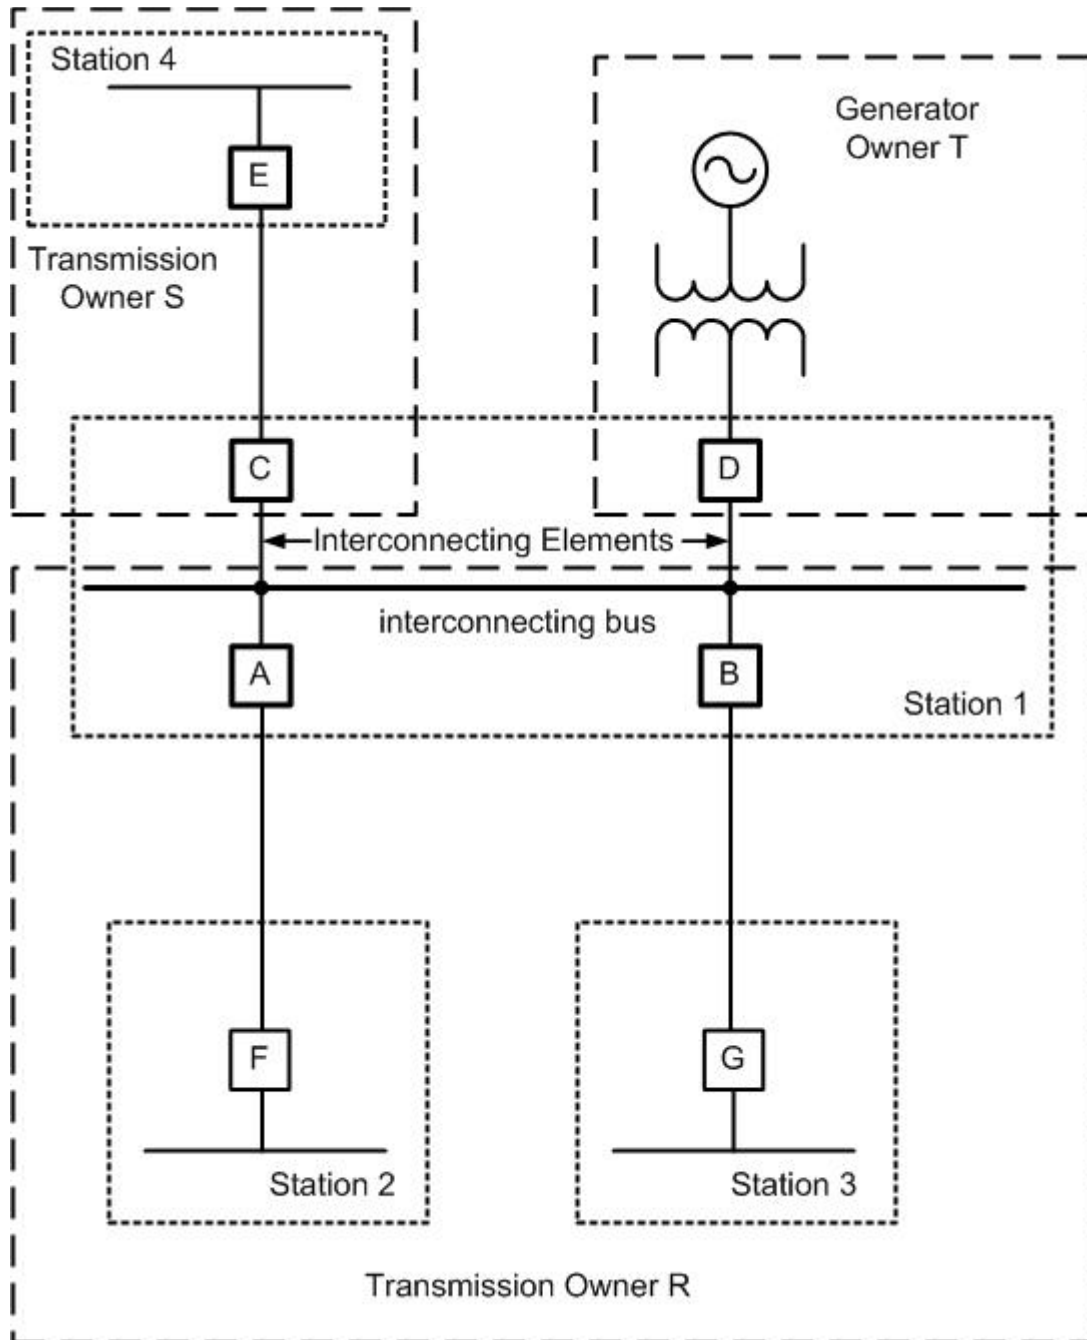 Station 4
E
Transmission
Owner S
Generator
Owner T
C
D
Interconnecting Elements
interconnecting bus
A
B
Station 1
F
G
Station 2
Station 3
Transmission Owner R